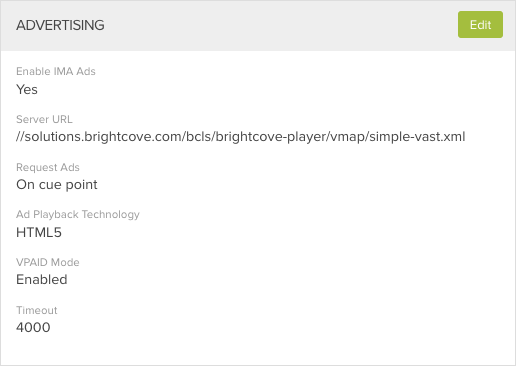 ADVERTISING
Edit
Enable IMA Ads
Yes
Server URL
//solutions.brightcove.com/bcls/brightcove-player/vmap/simple-vast.xml
Request Ads
On cue point
Ad Playback Technology
HTML5
VPAID Mode
Enabled
Timeout
4000